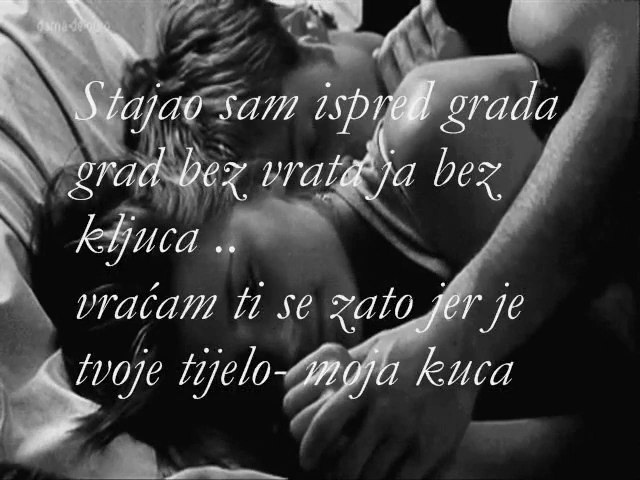 Stajao sam ispred grada
grad bez vrata ja bez
kljuca ..
vraćam ti se zato jer je
tvoje tijelo- moja kuca